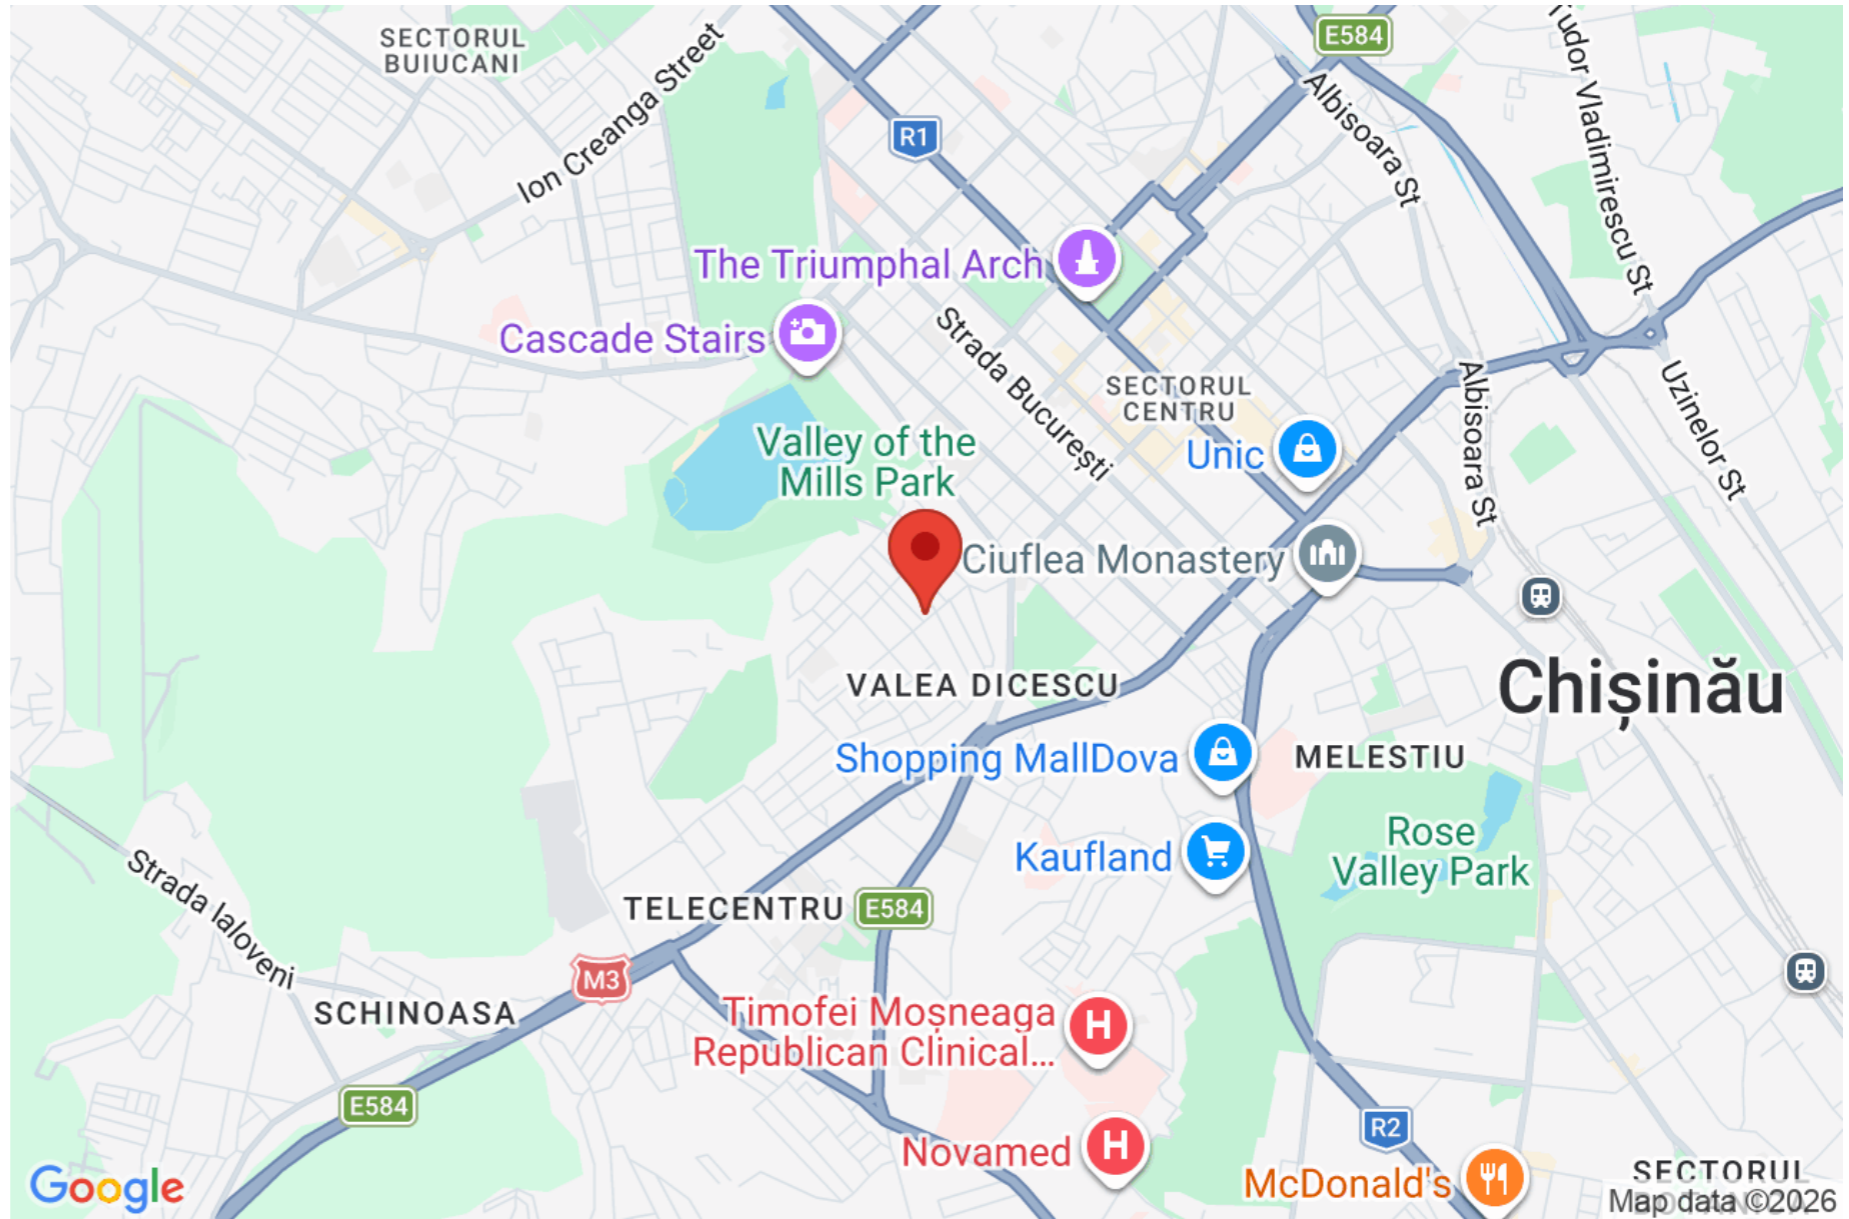 SECTORUL
BUIUCANI
Ion Creanga Street
E584
Tudor Vladimirescu St
Albisoara St
R1
The Triumphal Arch
Cascade Stairs
Strada București
SECTORUL
CENTRU
Albisoara St
Uzinelor St
Valley of the
Mills Park
Unic
Ciuflea Monastery
Chișinău
VALEA DICESCU
Shopping MallDova
MELESTIU
Rose
Valley Park
Kaufland
Strada Ialoveni
TELECENTRU
E584
M3
SCHINOASA
Timofei Moșneaga
Republican Clinical...
H
E584
R2
Novamed
H
McDonald's
SECTORUL
Google
Map data ©2026